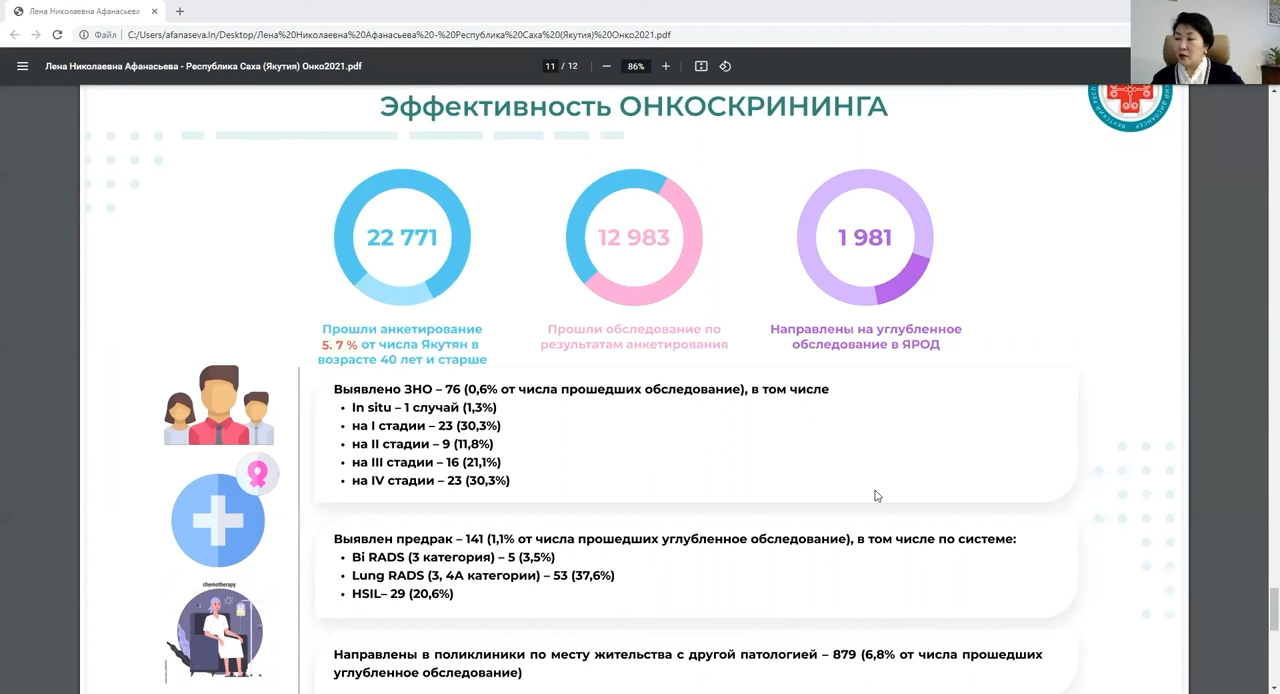 Лена Николаевна Афанасьева
Файл
C:/Users/afanaseva.ln/Desktop/Лена%20Николаевна%20Афанасьева%20-%20Республика%20Саха%20(Якутия)%20Онко2021.pdf
Лена Николаевна Афанасьева - Республика Саха (Якутия) Онко2021.pdf
11 / 12
86%
Эффективность ОНКОСКРИНИНГА
22 771
12 983
1 981
Прошли анкетирование
5. 7 % от числа Якутян в
возрасте 40 лет и старше
Прошли обследование по
результатам анкетирования
Направлены на углубленное
обследование в ЯРОД
Выявлено ЗНО – 76 (0,6% от числа прошедших обследование), в том числе
• In situ – 1 случай (1,3%)
• на I стадии – 23 (30,3%)
• на II стадии – 9 (11,8%)
• на III стадии – 16 (21,1%)
• на IV стадии – 23 (30,3%)
Выявлен предрак – 141 (1,1% от числа прошедших углубленное обследование), в том числе по системе:
• Bi RADS (3 категория) – 5 (3,5%)
• Lung RADS (3, 4А категории) – 53 (37,6%)
• HSIL– 29 (20,6%)
chemotherapy
Направлены в поликлиники по месту жительства с другой патологией – 879 (6,8% от числа прошедших
углубленное обследование)